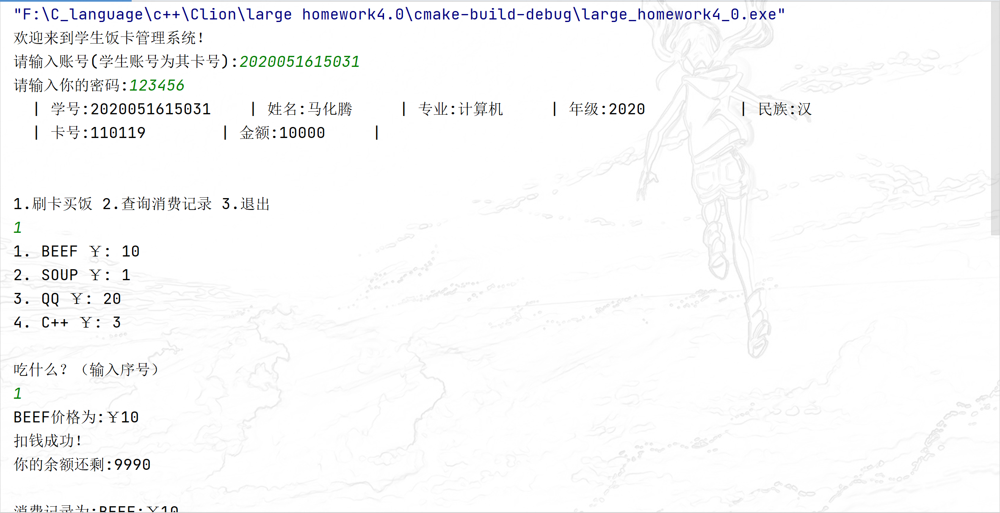 "F:\C_language\c++\Clion\large homework4.0\cmake-build-debug\large_homework4_0.exe"
欢迎来到学生饭卡管理系统!
请输入账号(学生账号为其卡号):2020051615031
请输入你的密码:123456
| 学号:2020051615031 | 姓名:马化腾 | 专业:计算机 | 年级:2020 | 民族:汉
| 卡号:110119 | 金额:10000 |
1.刷卡买饭 2.查询消费记录 3.退出
1
1. BEEF ￥: 10
2. SOUP ￥: 1
3. QQ ￥: 20
4. C++ ￥: 3
吃什么？（输入序号）
1
BEEF价格为:￥10
扣钱成功!
你的余额还剩:9990
消费记录为:BEEF:￥10